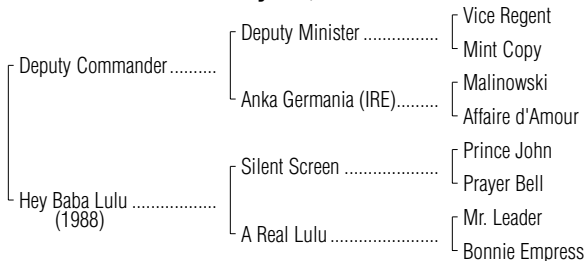 Vice Regent
Deputy Minister .................
Mint Copy
Deputy Commander..........
Malinowski
Anka Germania (IRE).........
Affaire d'Amour
Prince John
Silent Screen .....................
Prayer Bell
Hey Baba Lulu ..................
(1988)
Mr. Leader
A Real Lulu ........................
Bonnie Empress